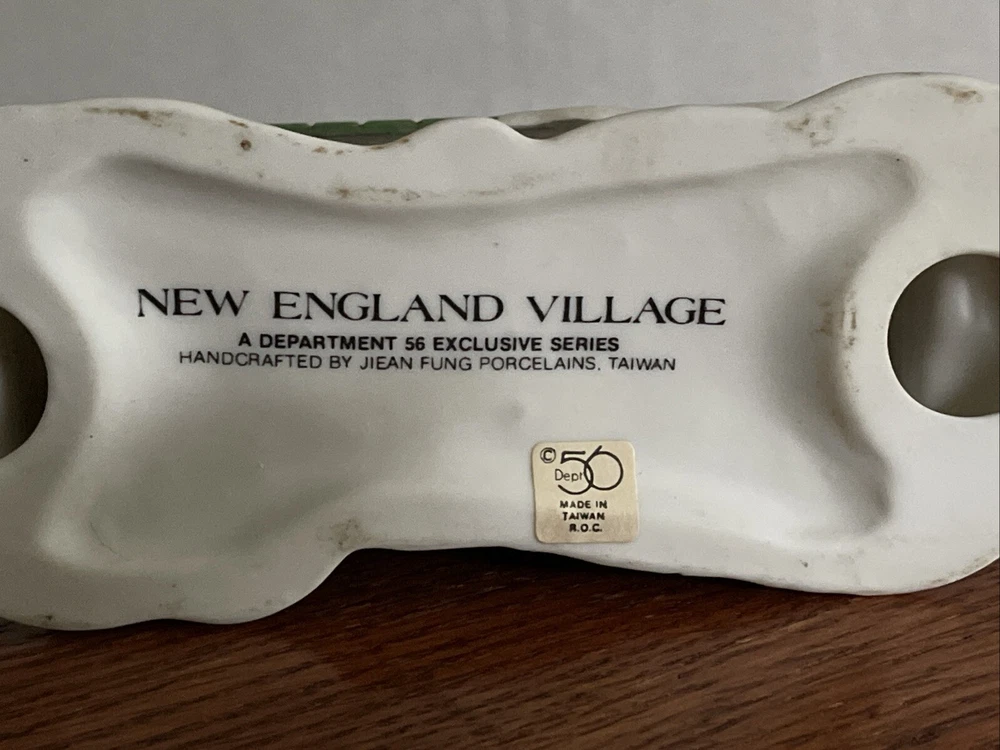 NEW ENGLAND VILLAGE
A DEPARTMENT 56 EXCLUSIVE SERIES
HANDCRAFTED BY JIEAN FUNG PORCELAINS. TAIWAN
© Dept 56
MADE IN
TAIWAN
R.O.C.